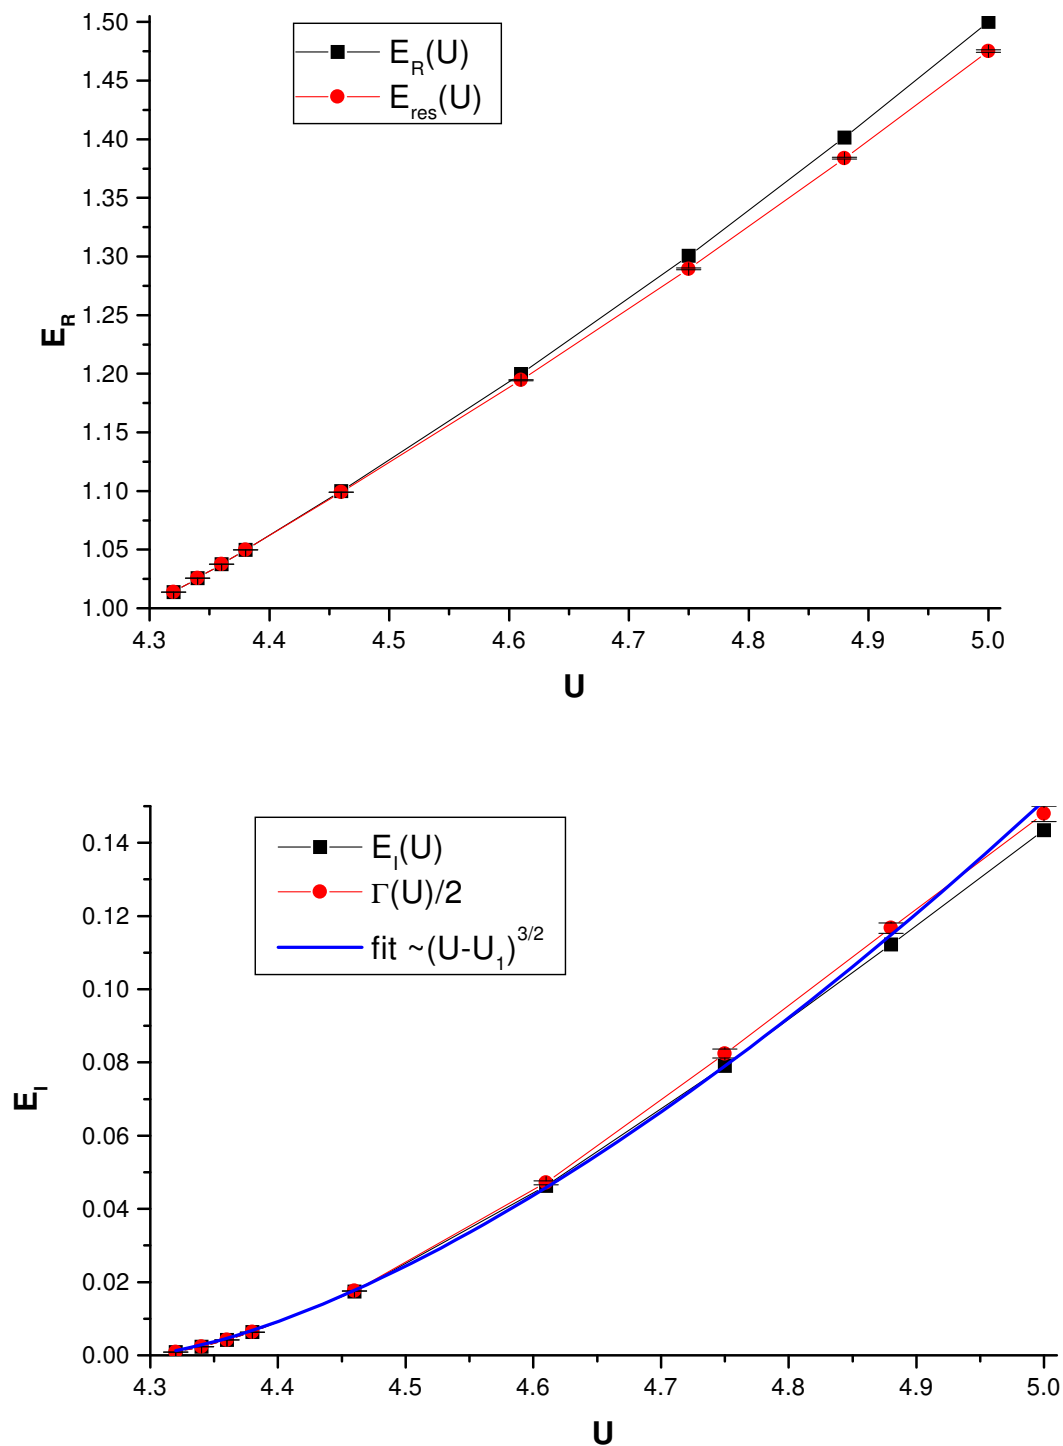 1.50
1.45
1.40
1.35
1.30
1.25
1.20
1.15
1.10
1.05
1.00
E_R
E_R(U)
E_res(U)
4.3 4.4 4.5 4.6 4.7 4.8 4.9 5.0
U
0.14
0.12
0.10
0.08
0.06
0.04
0.02
0.00
E_I
E_I(U)
Γ(U)/2
fit ~(U-U_1)^3/2
4.3 4.4 4.5 4.6 4.7 4.8 4.9 5.0
U